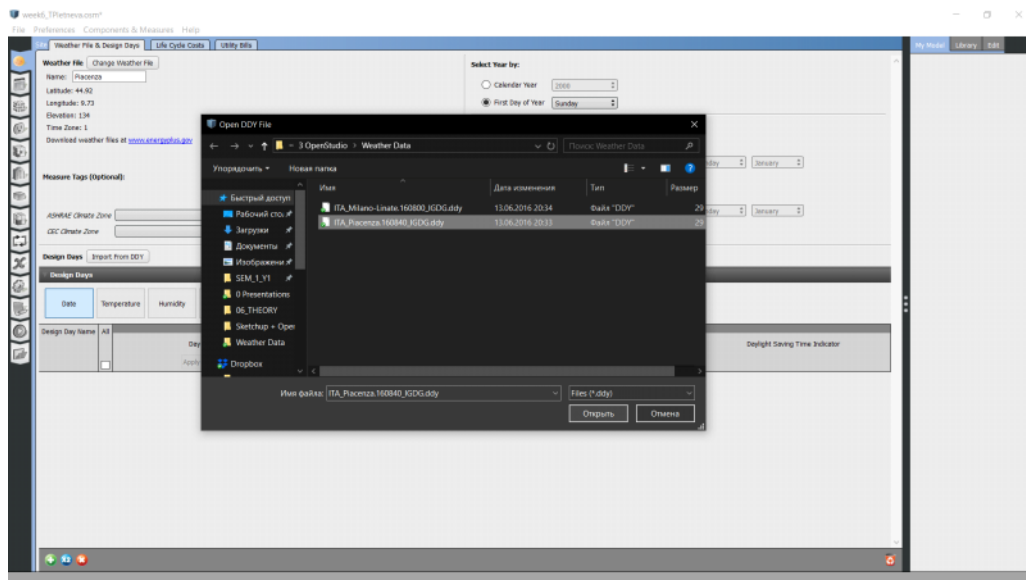 week6_TPletneva.osm*
File Preferences Components & Measures Help
Site Weather File & Design Days Life Cycle Costs Utility Bills
My Model Library Edit
Weather File Change Weather File
Name: Piacenza
Latitude: 44.92
Longitude: 9.73
Elevation: 134
Time Zone: 1
Download weather files at www.energyplus.gov
Select Year by:
Calendar Year 2009
First Day of Year Sunday
Measure Tags (Optional):
ASHRAE Climate Zone
CEC Climate Zone
January
January
Design Days Import From DDY
Design Days
Date Temperature Humidity
Design Day Name All
Day
Apply
Daylight Saving Time Indicator
Open DDY File
3 OpenStudio > Weather Data
Поиск: Weather Data
Упорядочить Новая папка
Имя Дата изменения Тип Размер
ITA_Milano-Linate.160800_IGDG.ddy 13.06.2016 20:34 Файл "DDY" 29
ITA_Piacenza.160840_IGDG.ddy 13.06.2016 20:33 Файл "DDY" 29
Быстрый доступ
Рабочий сто
Загрузки
Документы
Изображени
SEM_1_Y1
0 Presentations
06_THEORY
Sketchup + Oper
Weather Data
Dropbox
Имя файла: ITA_Piacenza.160840_IGDG.ddy Files (*.ddy)
Открыть Отмена